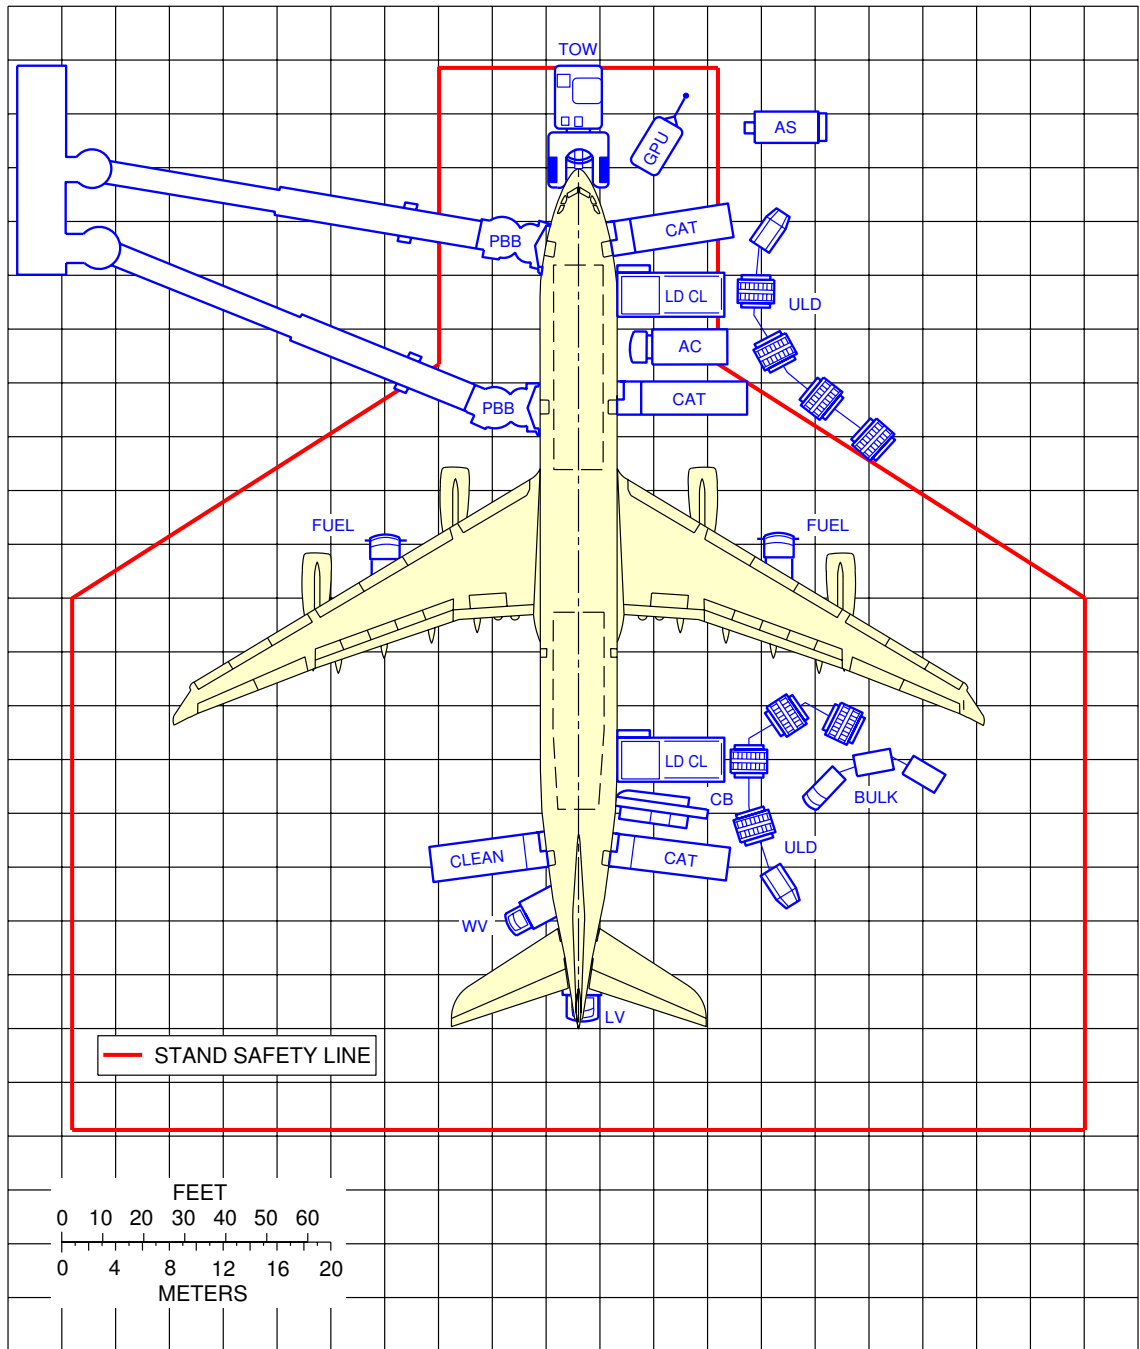 TOW
GPU
AS
PBB
CAT
LD CL
ULD
AC
PBB
CAT
FUEL
FUEL
LD CL
CB
BULK
ULD
CLEAN
CAT
WV
LV
STAND SAFETY LINE
FEET
0 10 20 30 40 50 60
0 4 8 12 16 20
METERS